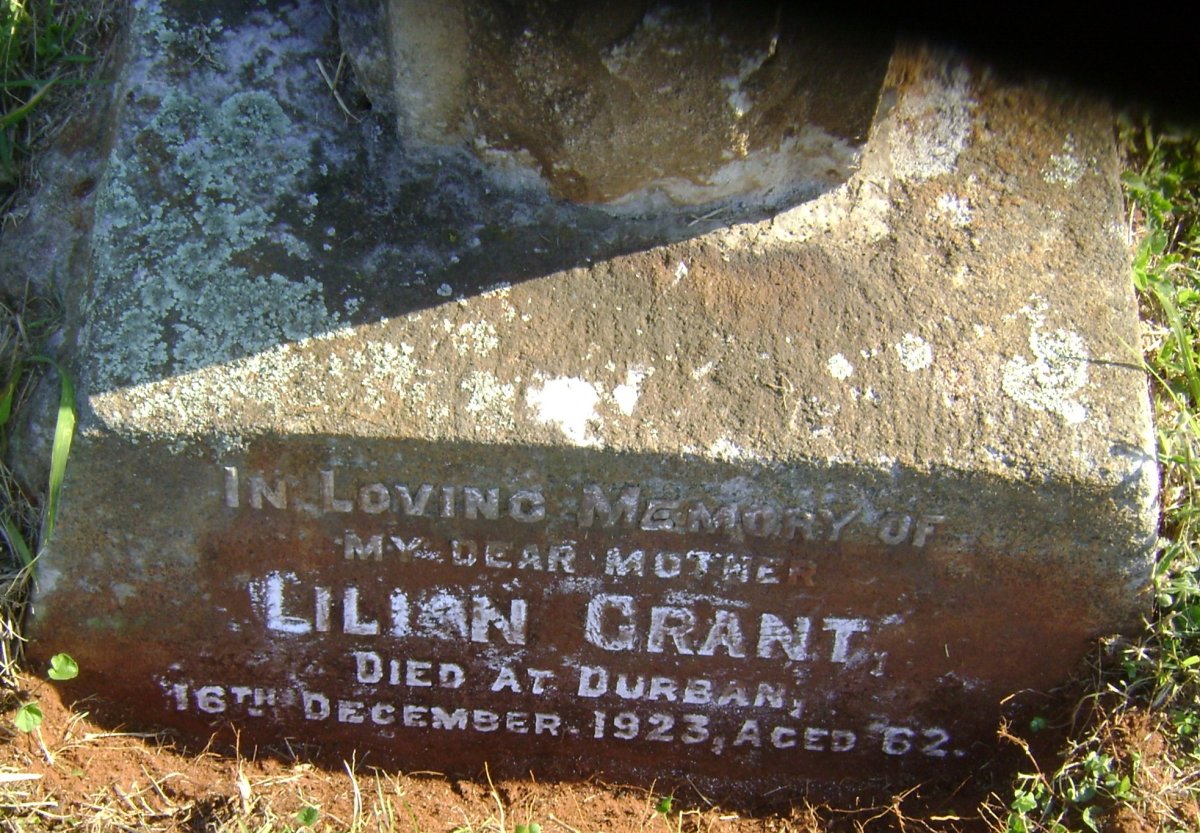 In Loving Memory of
MY DEAR MOTHER
LILIAN GRANT,
DIED AT DURBAN,
16TH DECEMBER 1923, AGED 62.